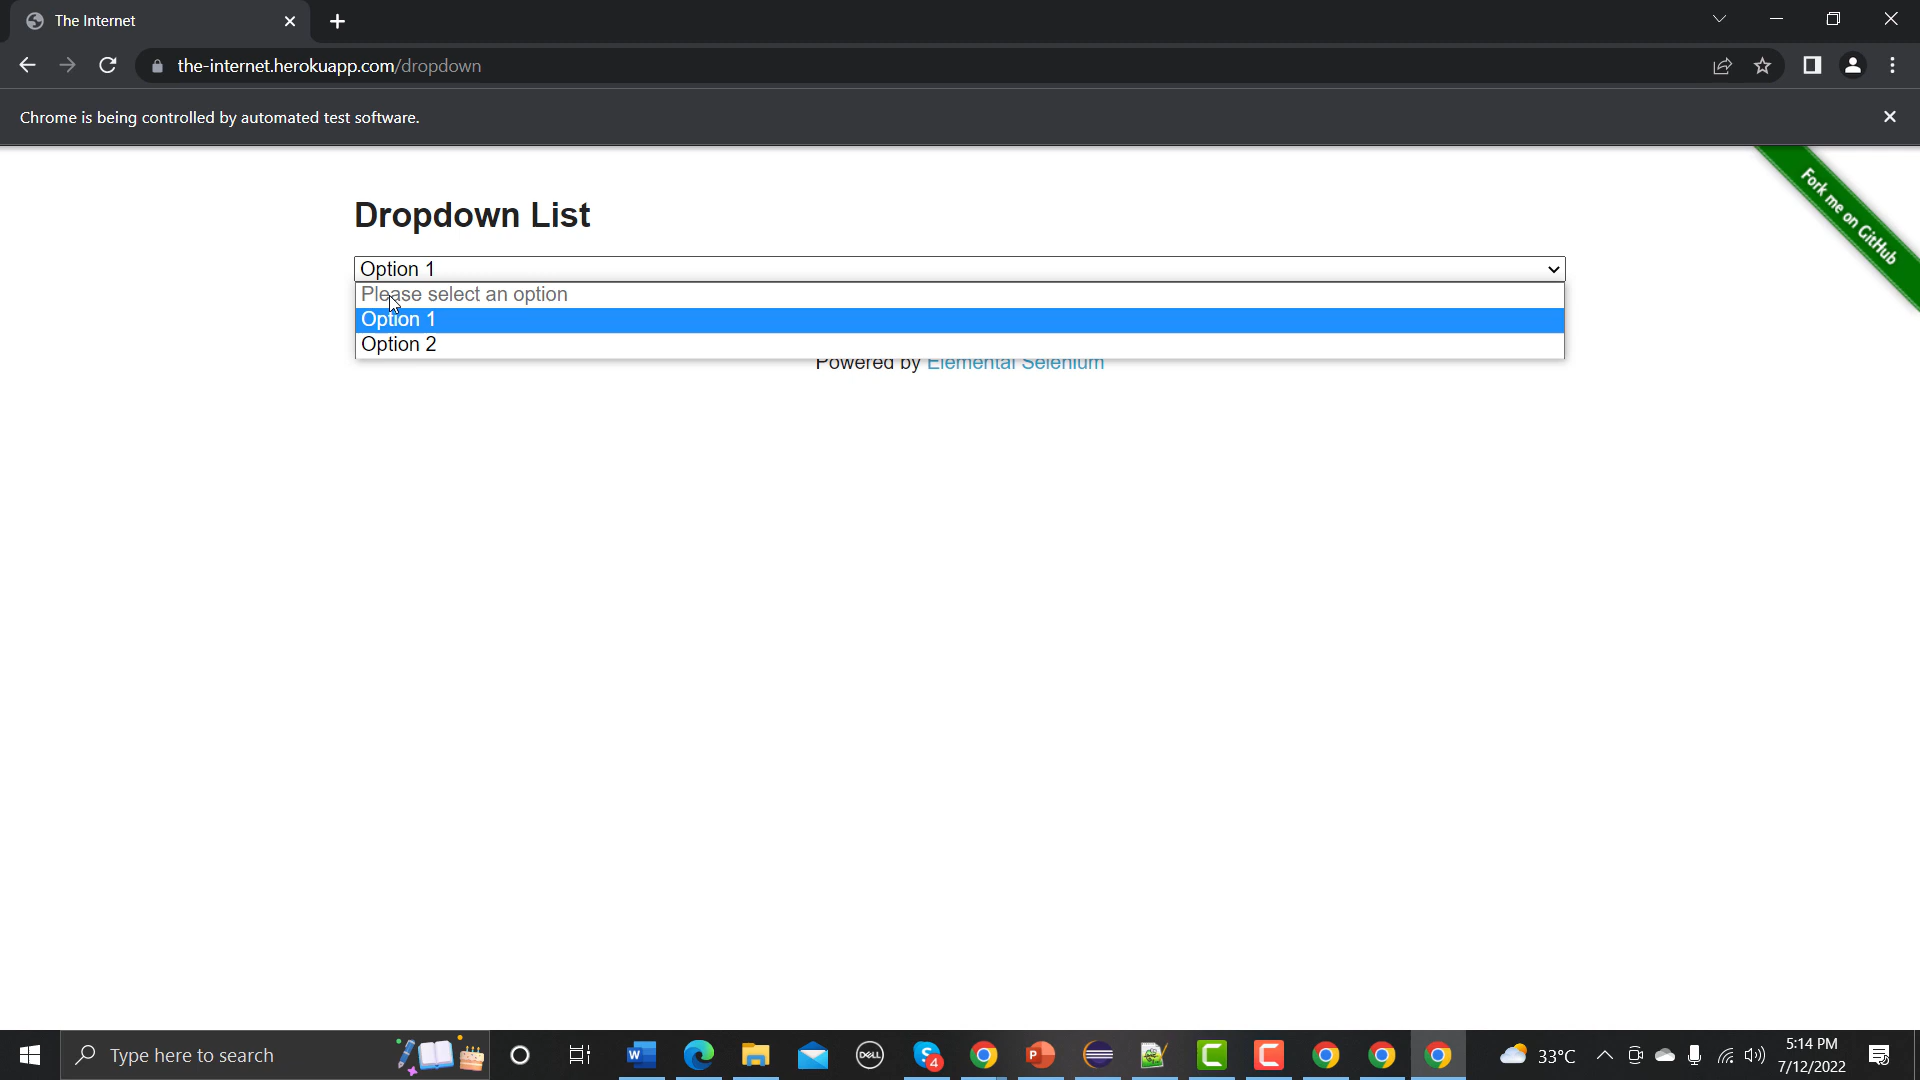 The Internet
the-internet.herokuapp.com/dropdown
Chrome is being controlled by automated test software.
Fork me on GitHub
Dropdown List
Option 1
Please select an option
Option 1
Option 2
Powered by Elemental Selenium
Type here to search
W
DELL
S 4
P
C
C
33°C
5:14 PM
7/12/2022